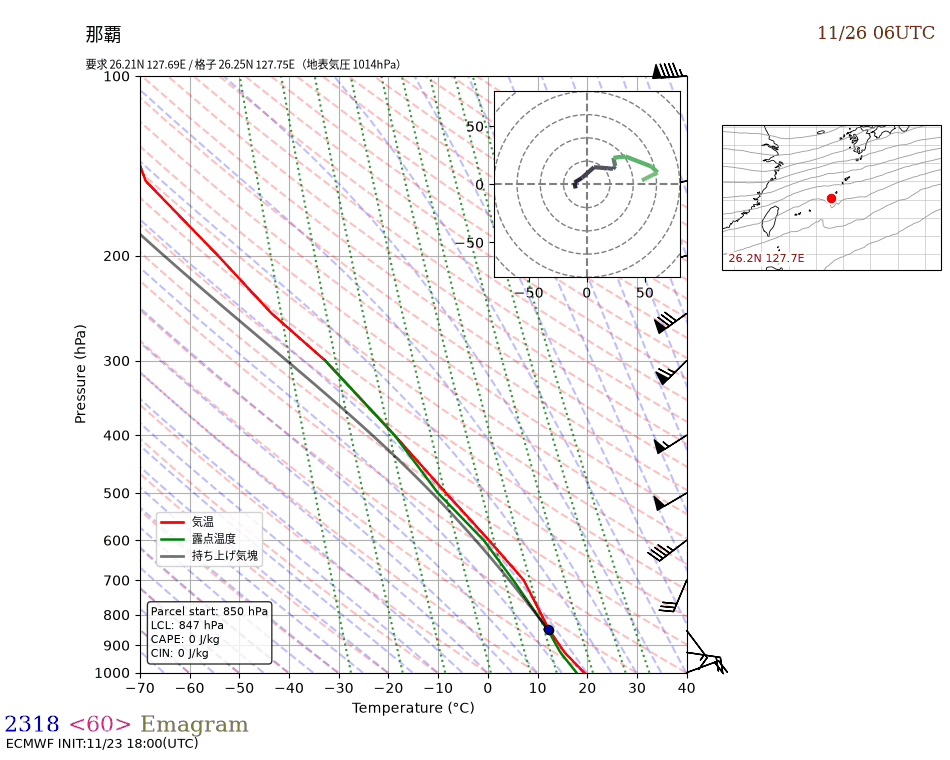 那覇
11/26 06UTC
要求 26.21N 127.69E / 格子 26.25N 127.75E（地表気圧 1014hPa）
100
200
300
400
500
600
700
800
900
1000
Pressure (hPa)
−70 −60 −50 −40 −30 −20 −10 0 10 20 30 40
Temperature (°C)
50
0
−50
−50 0 50
26.2N 127.7E
気温
露点温度
持ち上げ気塊
Parcel start: 850 hPa
LCL: 847 hPa
CAPE: 0 J/kg
CIN: 0 J/kg
2318 <60> Emagram
ECMWF INIT:11/23 18:00(UTC)